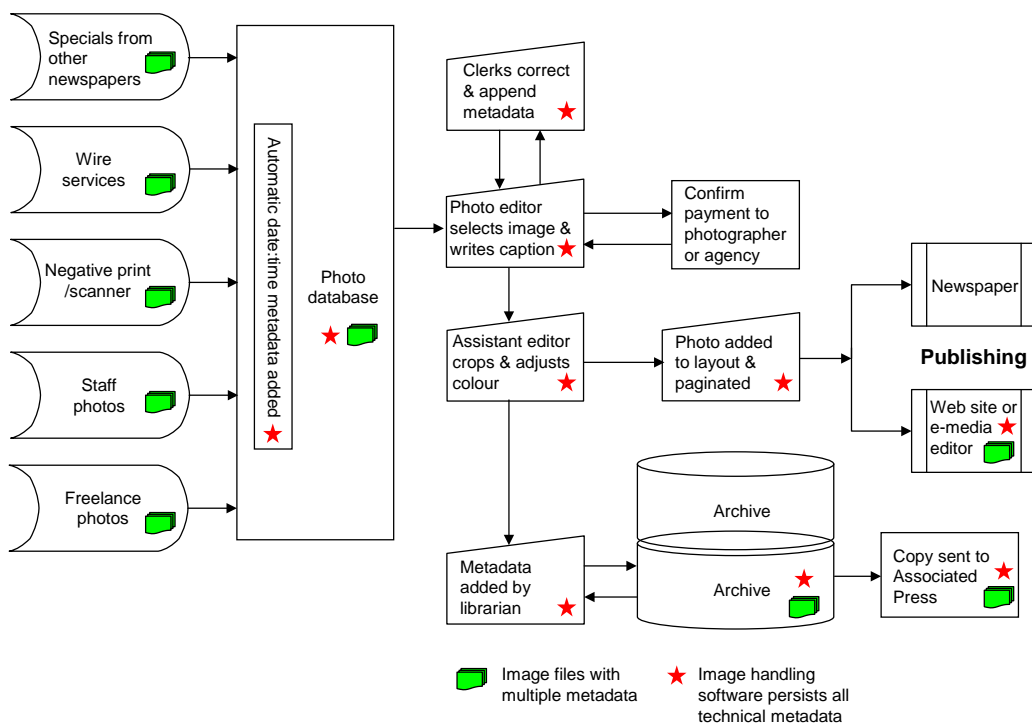 Specials from
other
newspapers
Wire
services
Negative print
/scanner
Staff
photos
Freelance
photos
Automatic date:time metadata added
Photo
database
Clerks correct
& append
metadata
Photo editor
selects image &
writes caption
Confirm
payment to
photographer
or agency
Assistant editor
crops & adjusts
colour
Photo added
to layout &
paginated
Newspaper
Publishing
Web site or
e-media
editor
Metadata
added by
librarian
Archive
Archive
Copy sent to
Associated
Press
Image files with
multiple metadata
Image handling
software persists all
technical metadata